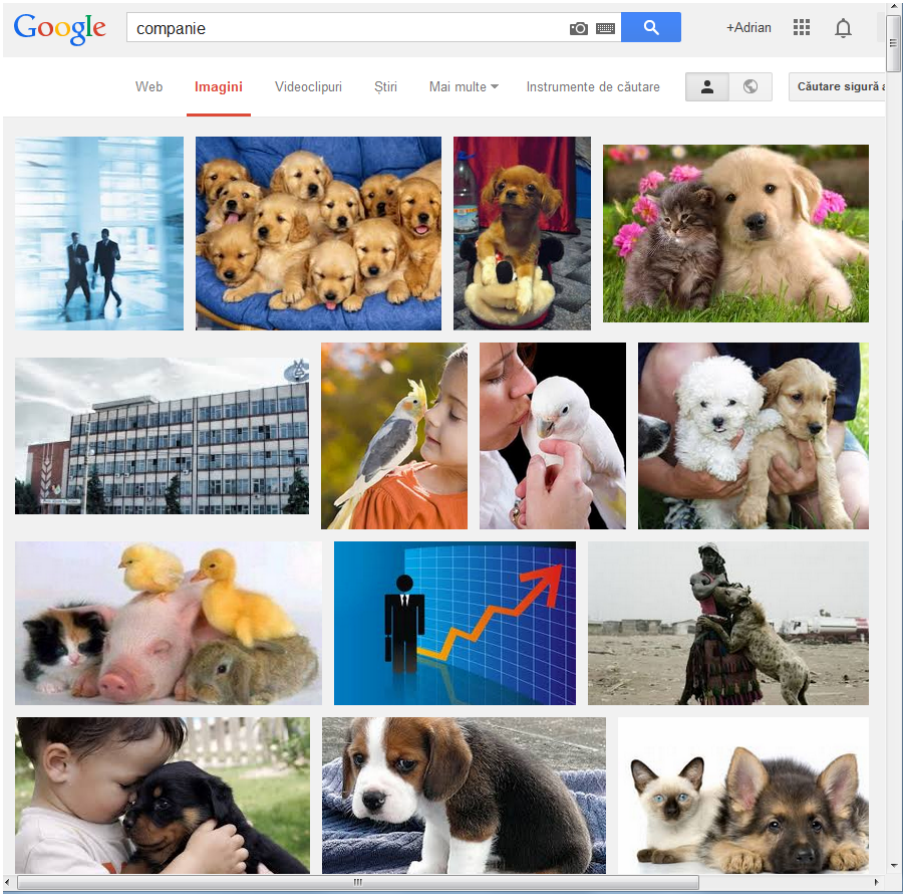 Google
companie
+Adrian
Web Imagini Videoclipuri Știri Mai multe Instrumente de căutare Căutare sigură a